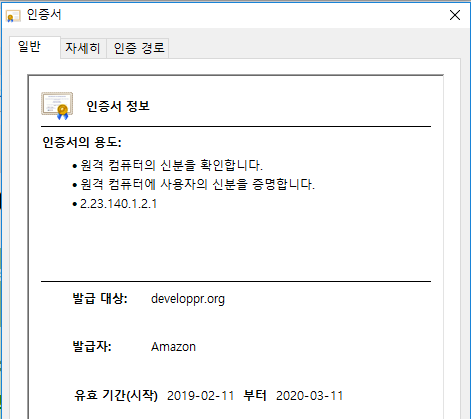 인증서
일반 자세히 인증 경로
인증서 정보
인증서의 용도:
• 원격 컴퓨터의 신분을 확인합니다.
• 원격 컴퓨터에 사용자의 신분을 증명합니다.
• 2.23.140.1.2.1
발급 대상: developpr.org
발급자: Amazon
유효 기간(시작) 2019-02-11 부터 2020-03-11